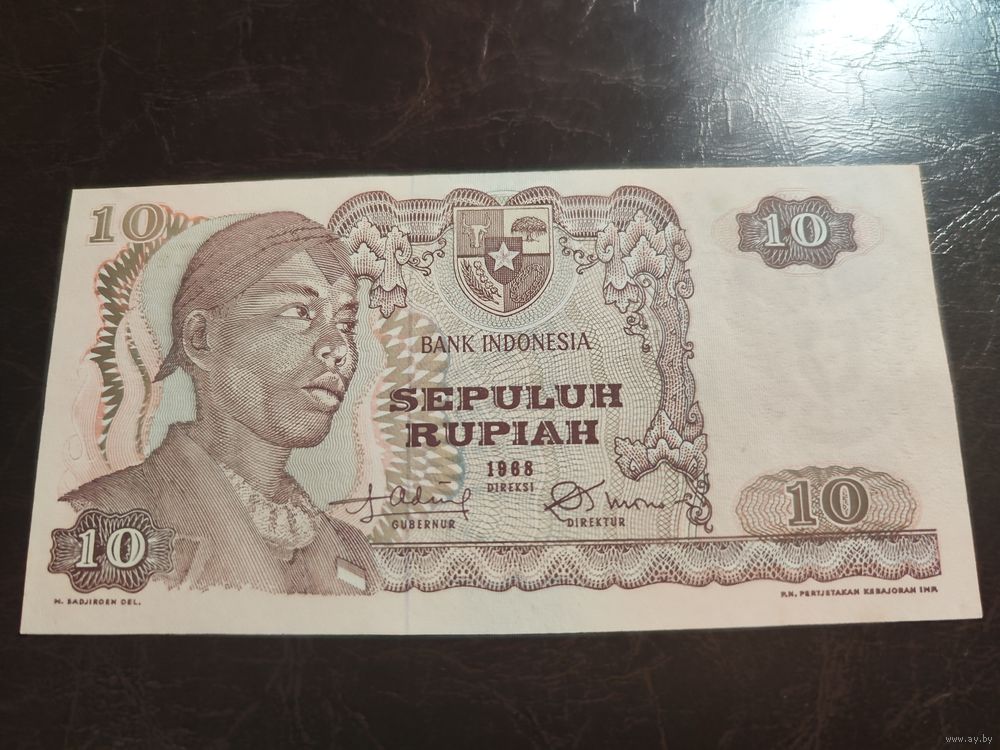 10
10
BANK INDONESIA
SEPULUH
RUPIAH
1968
DIREKSI
GUBERNUR
DIREKTUR
10
10
M. SADJIROEN DEL.
P.N. PERTJETAKAN KEBAJORAN IMP.
www.ay.by